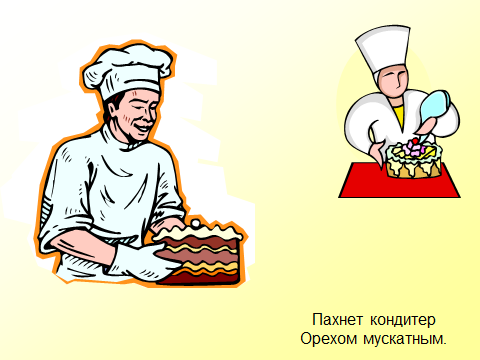 Пахнет кондитер
Орехом мускатным.